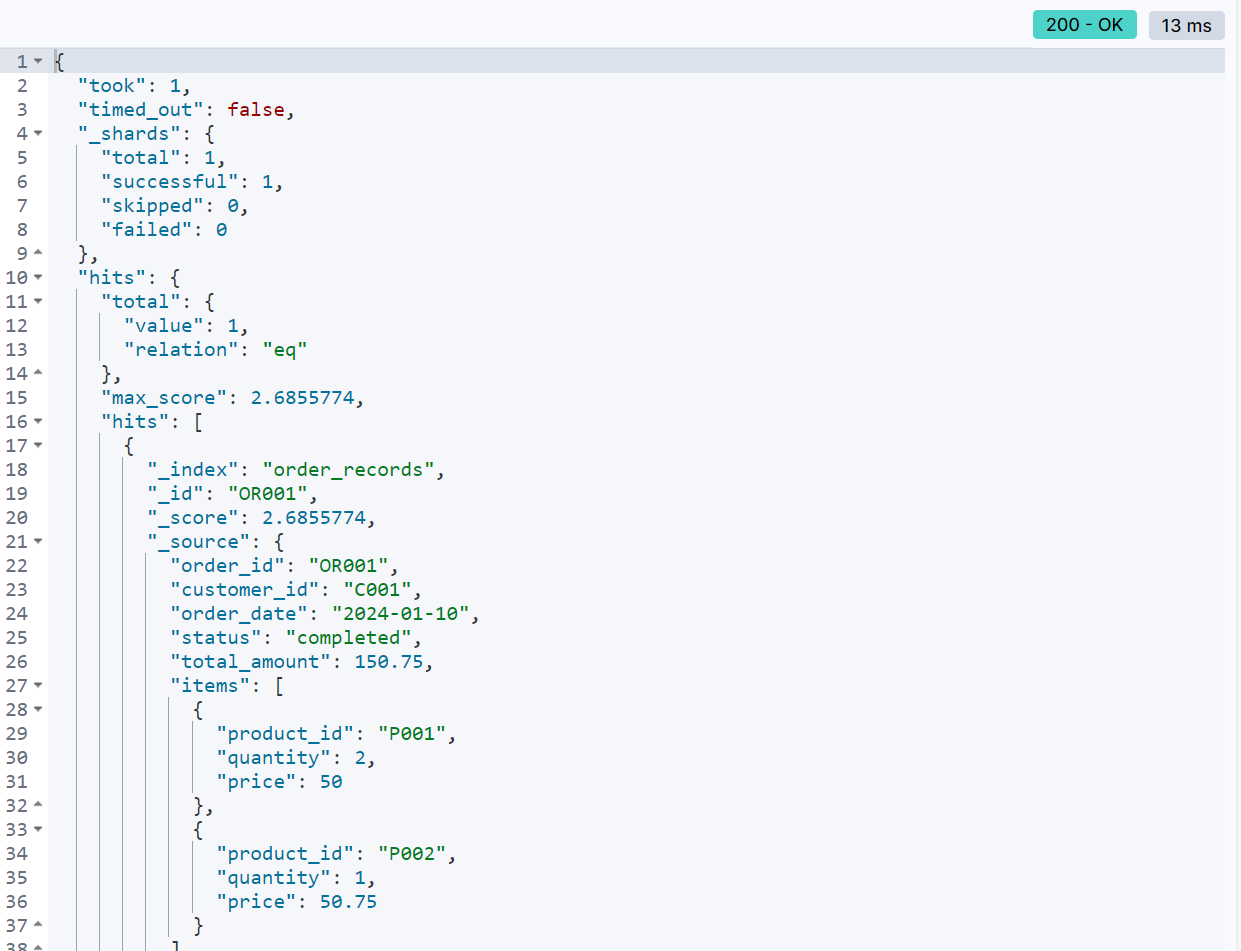 200 - OK 13 ms
1 {
2 "took": 1,
3 "timed_out": false,
4 "_shards": {
5 "total": 1,
6 "successful": 1,
7 "skipped": 0,
8 "failed": 0
9 },
10 "hits": {
11 "total": {
12 "value": 1,
13 "relation": "eq"
14 },
15 "max_score": 2.6855774,
16 "hits": [
17 {
18 "_index": "order_records",
19 "_id": "OR001",
20 "_score": 2.6855774,
21 "_source": {
22 "order_id": "OR001",
23 "customer_id": "C001",
24 "order_date": "2024-01-10",
25 "status": "completed",
26 "total_amount": 150.75,
27 "items": [
28 {
29 "product_id": "P001",
30 "quantity": 2,
31 "price": 50
32 },
33 {
34 "product_id": "P002",
35 "quantity": 1,
36 "price": 50.75
37 }
38 ]